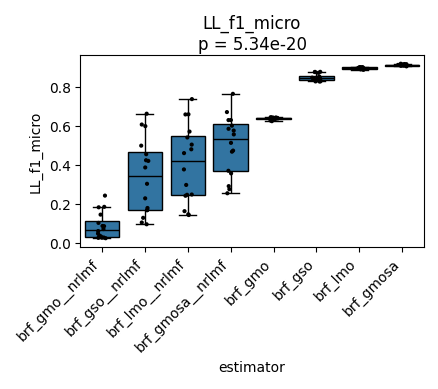 LL_f1_micro
p = 5.34e-20
LL_f1_micro
0.8
0.6
0.4
0.2
0.0
brf_gmo__nrlmf
brf_gso__nrlmf
brf_lmo__nrlmf
brf_gmosa__nrlmf
brf_gmo
brf_gso
brf_lmo
brf_gmosa
estimator